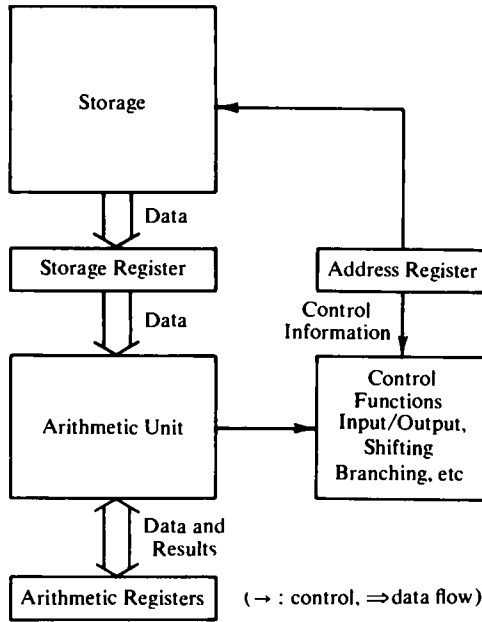 Storage
Data
Storage Register
Address Register
Data
Control
Information
Arithmetic Unit
Control
Functions
Input/Output,
Shifting
Branching, etc
Data and
Results
Arithmetic Registers
(→ : control, ⇒data flow)